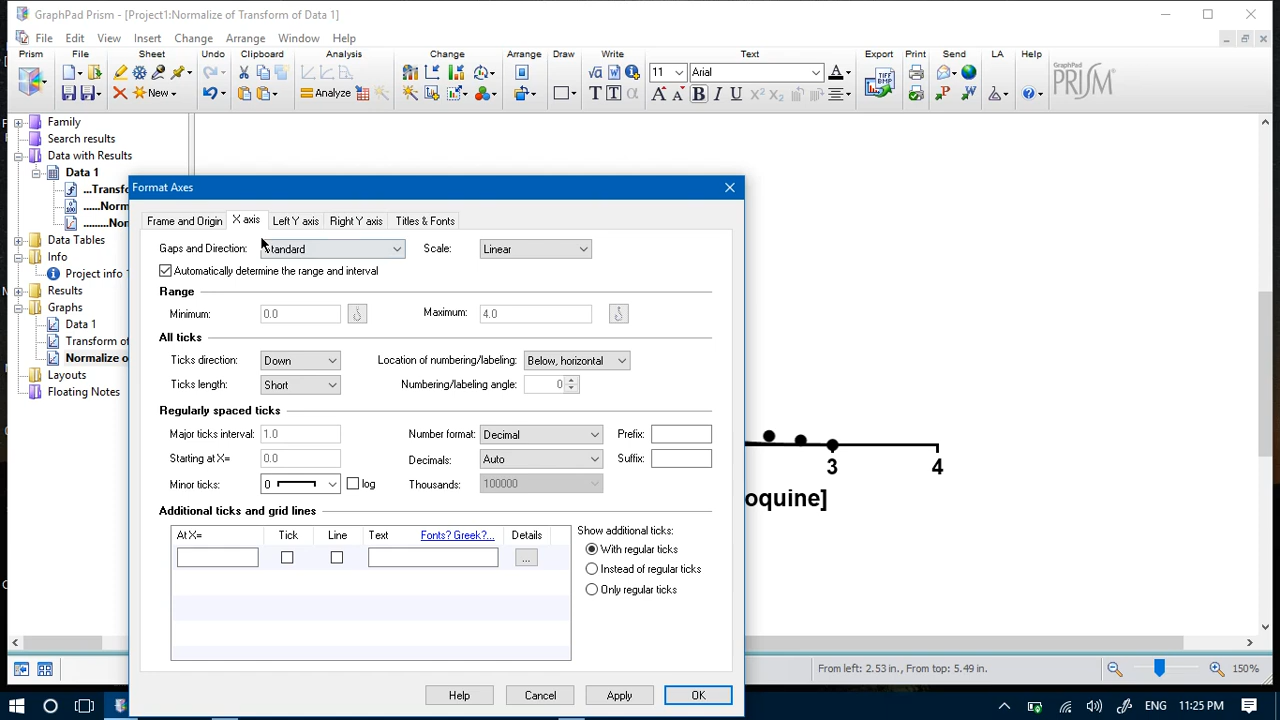 GraphPad Prism - [Project1:Normalize of Transform of Data 1]
File Edit View Insert Change Arrange Window Help
Prism File Sheet Undo Clipboard Analysis Change Arrange Draw Write Text Export Print Send LA Help
11 Arial A
New Analyze T T B I U
GraphPad PRISM
TIFF BMP
Family
Search results
Data with Results
Data 1
...Transf
......Norm
.........Nor
Data Tables
Info
Project info
Results
Graphs
Data 1
Transform of
Normalize o
Layouts
Floating Notes
Format Axes
Frame and Origin X axis Left Y axis Right Y axis Titles & Fonts
Gaps and Direction: Standard Scale: Linear
Automatically determine the range and interval
Range
Minimum: 0.0 Maximum: 4.0
All ticks
Ticks direction: Down Location of numbering/labeling: Below, horizontal
Ticks length: Short Numbering/labeling angle: 0
Regularly spaced ticks
Major ticks interval: 1.0 Number format: Decimal Prefix:
Starting at X= 0.0 Decimals: Auto Suffix:
Minor ticks: 0 log Thousands: 100000
Additional ticks and grid lines
At X= Tick Line Text Fonts? Greek?... Details
...
Show additional ticks:
With regular ticks
Instead of regular ticks
Only regular ticks
Help Cancel Apply OK
3 4
oquine]
From left: 2.53 in., From top: 5.49 in. 150%
ENG 11:25 PM